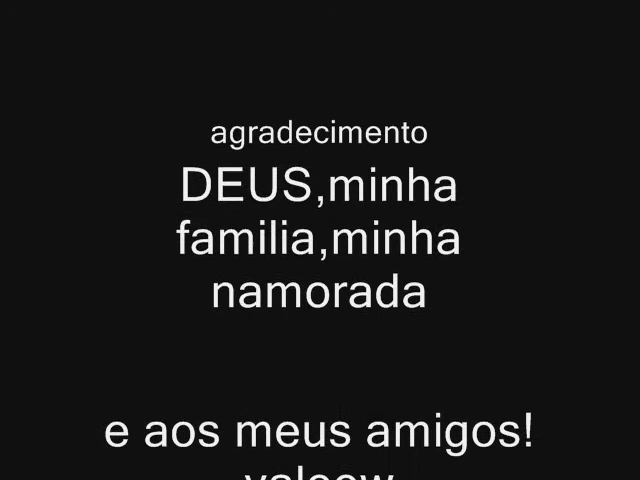 agradecimento
DEUS,minha
familia,minha
namorada
e aos meus amigos!